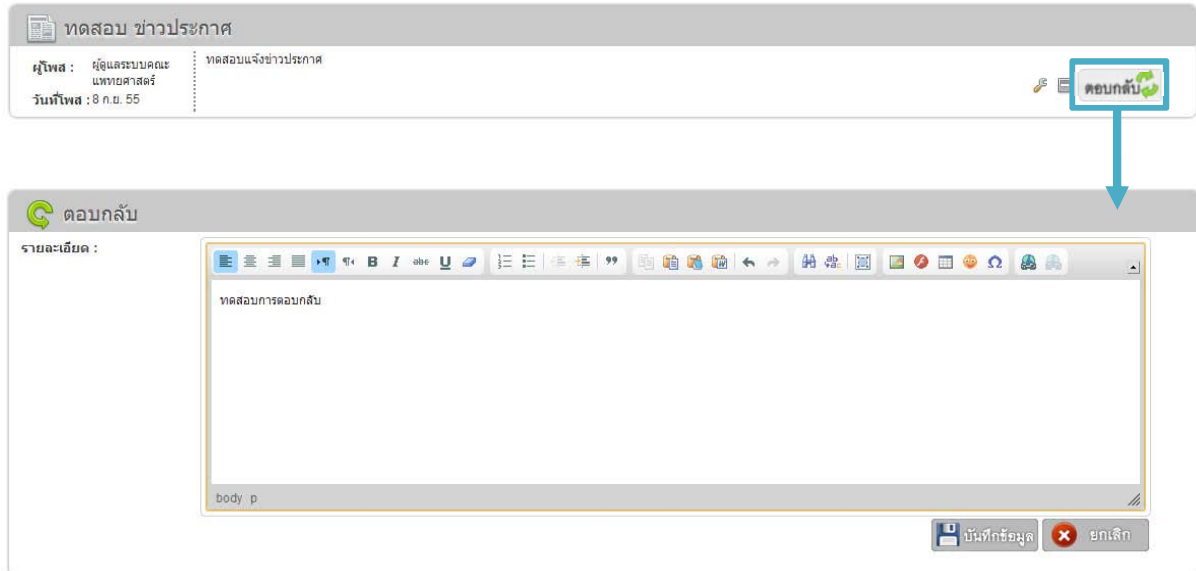 ทดสอบ ข่าวประกาศ
ผู้โพส : ผู้ดูแลระบบคณะแพทยศาสตร์
วันที่โพส : 8 ก.ย. 55
ทดสอบแจ้งข่าวประกาศ
ตอบกลับ
ตอบกลับ
รายละเอียด :
ทดสอบการตอบกลับ
body p
บันทึกข้อมูล ยกเลิก